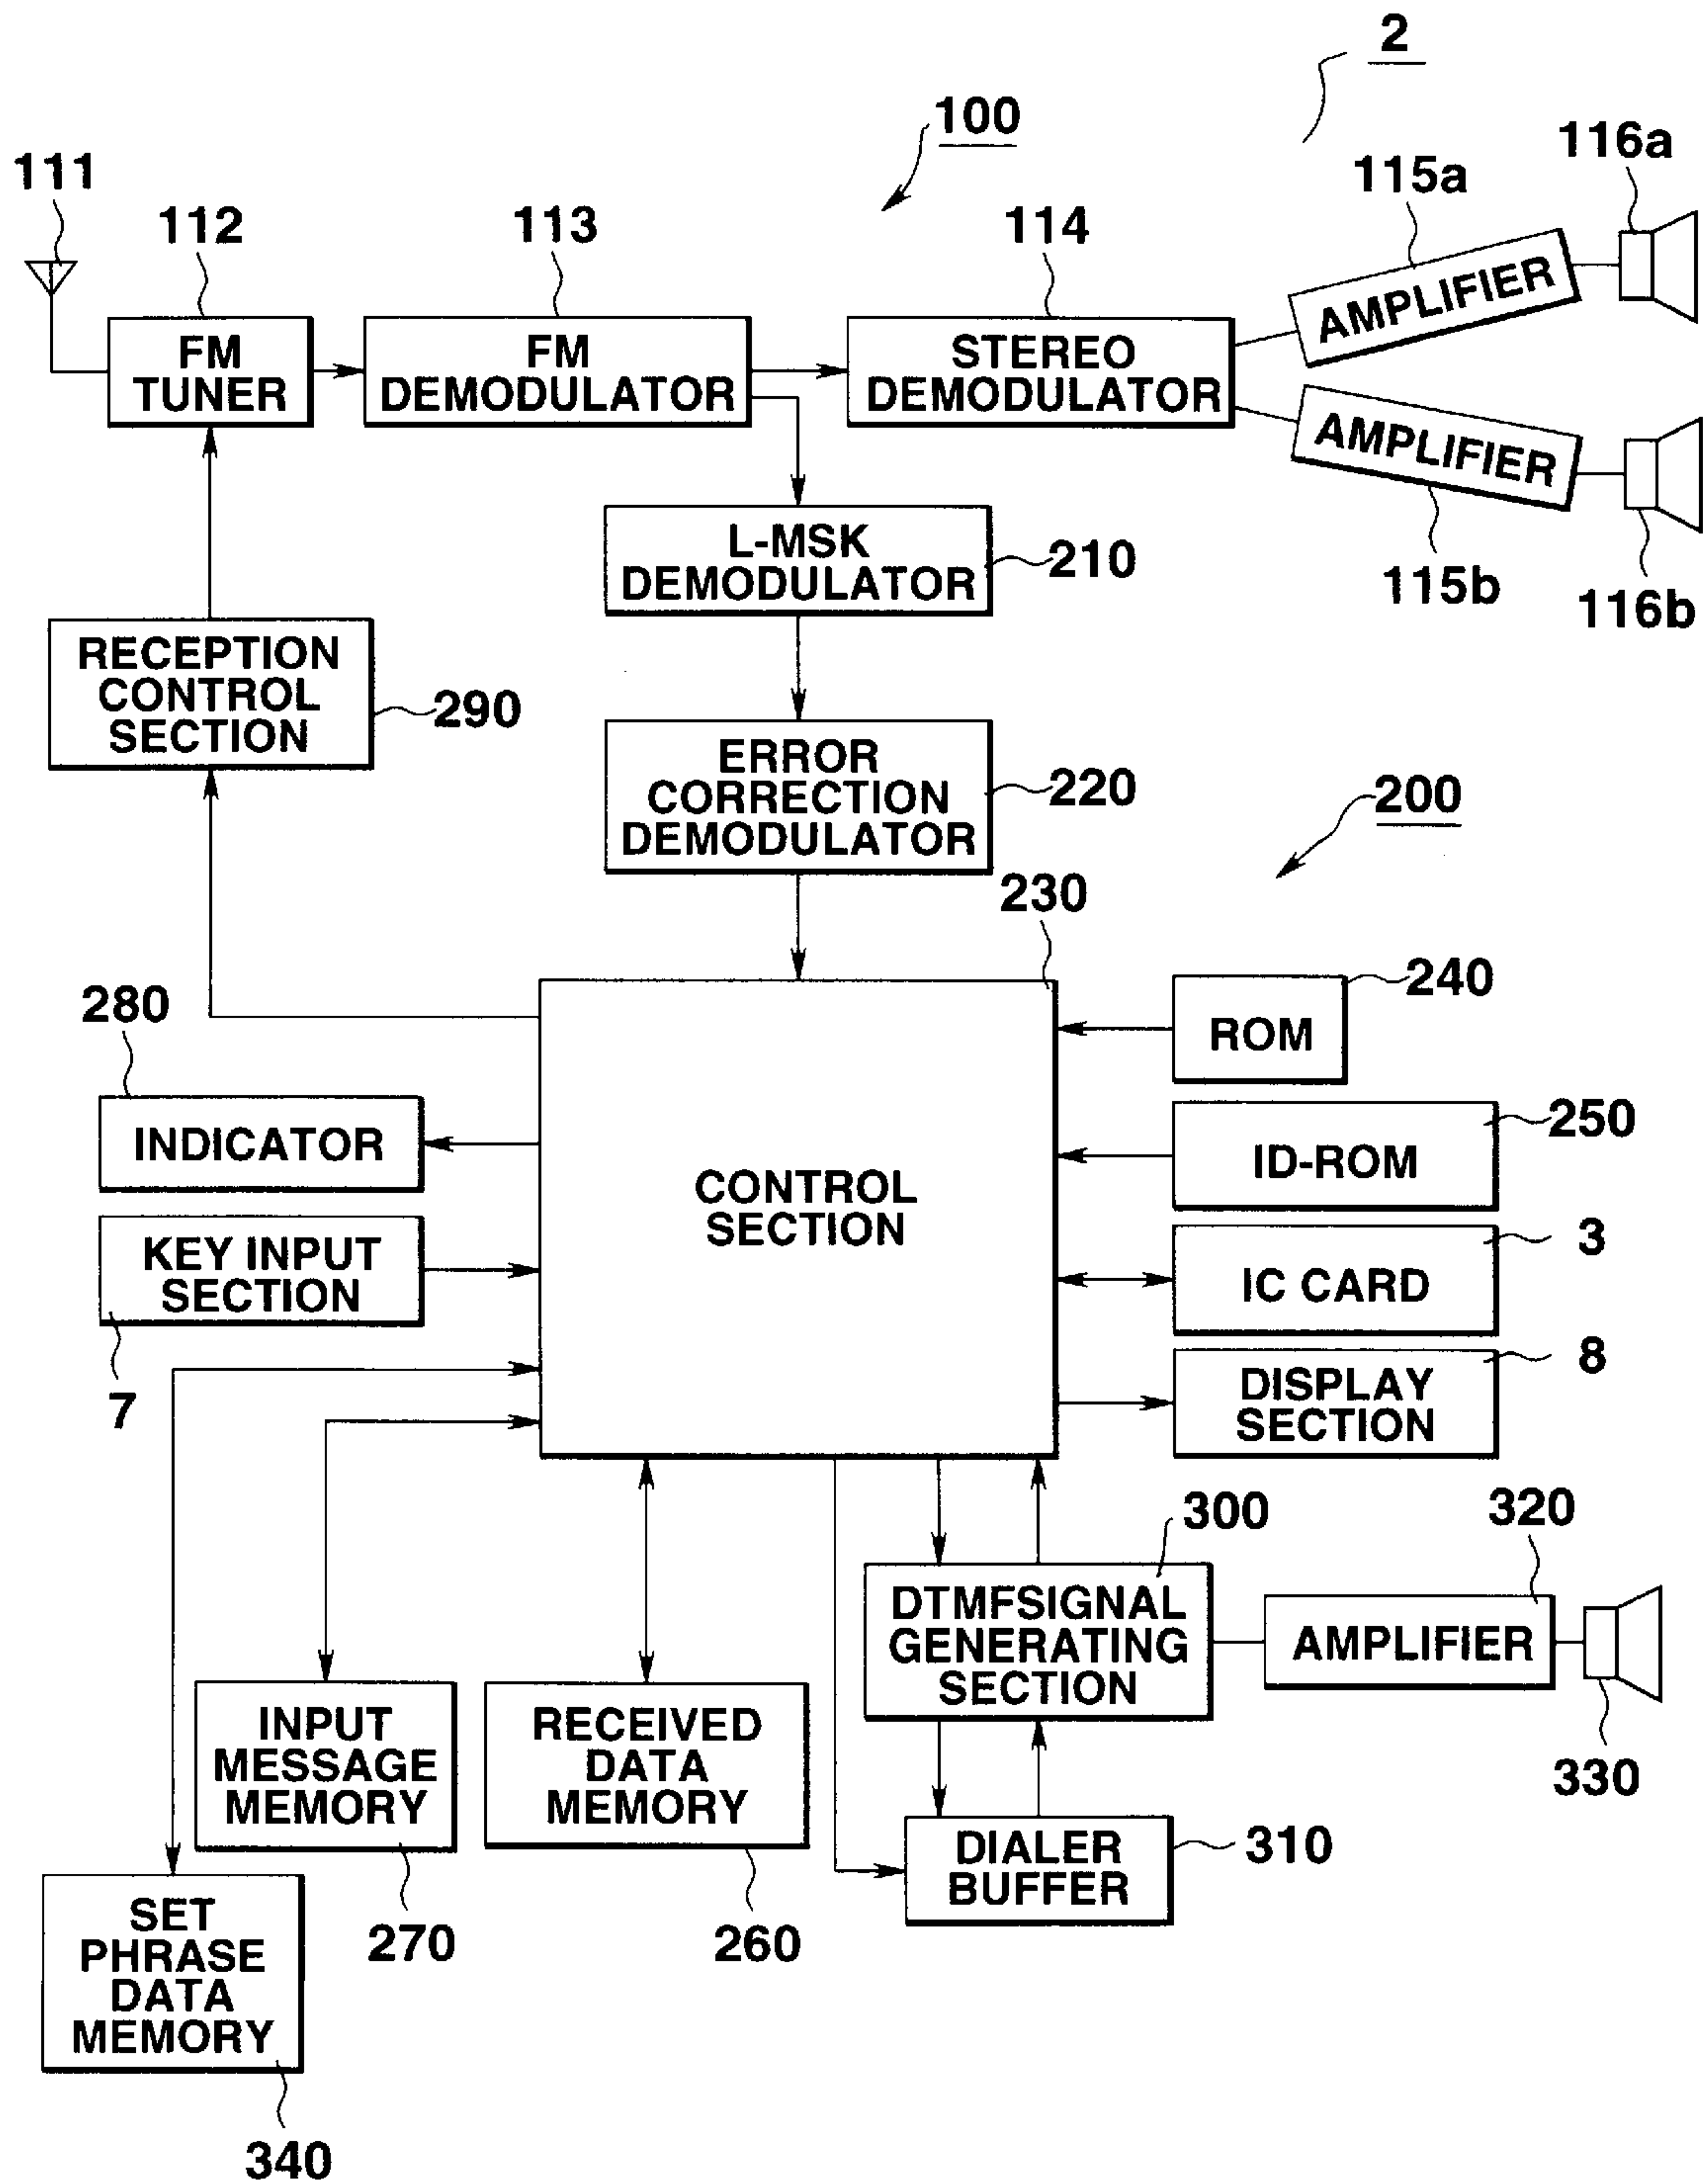 2
100
116a
111
115a
112
113
114
FM
TUNER
FM
DEMODULATOR
STEREO
DEMODULATOR
AMPLIFIER
AMPLIFIER
L-MSK
DEMODULATOR
210
115b
116b
RECEPTION
CONTROL
SECTION
290
ERROR
CORRECTION
DEMODULATOR
220
200
230
280
240
ROM
INDICATOR
250
ID-ROM
CONTROL
SECTION
KEY INPUT
SECTION
3
IC CARD
7
8
DISPLAY
SECTION
300
320
DTMFSIGNAL
GENERATING
SECTION
AMPLIFIER
INPUT
MESSAGE
MEMORY
RECEIVED
DATA
MEMORY
330
DIALER
BUFFER
310
SET
PHRASE
DATA
MEMORY
270
260
340